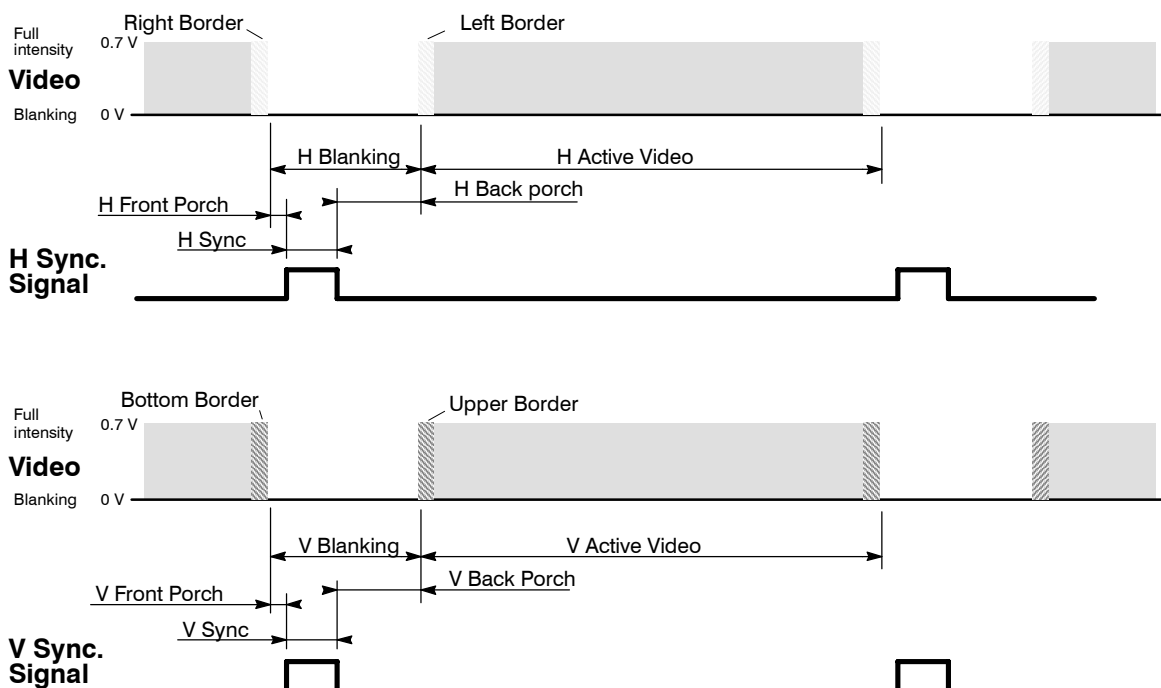 Right Border
Left Border
Full
intensity
0.7 V
Video
Blanking
0 V
H Blanking
H Active Video
H Back porch
H Front Porch
H Sync
H Sync.
Signal
Bottom Border
Upper Border
Full
intensity
0.7 V
Video
Blanking
0 V
V Blanking
V Active Video
V Back Porch
V Front Porch
V Sync
V Sync.
Signal